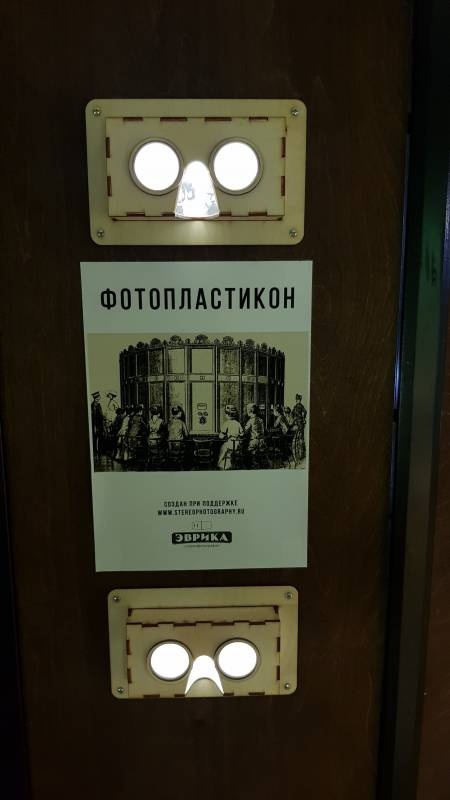 ФОТОПЛАСТИКОН
СОЗДАН ПРИ ПОДДЕРЖКЕ
WWW.STEREOPHOTOGRAPHY.RU
ЭВРИКА